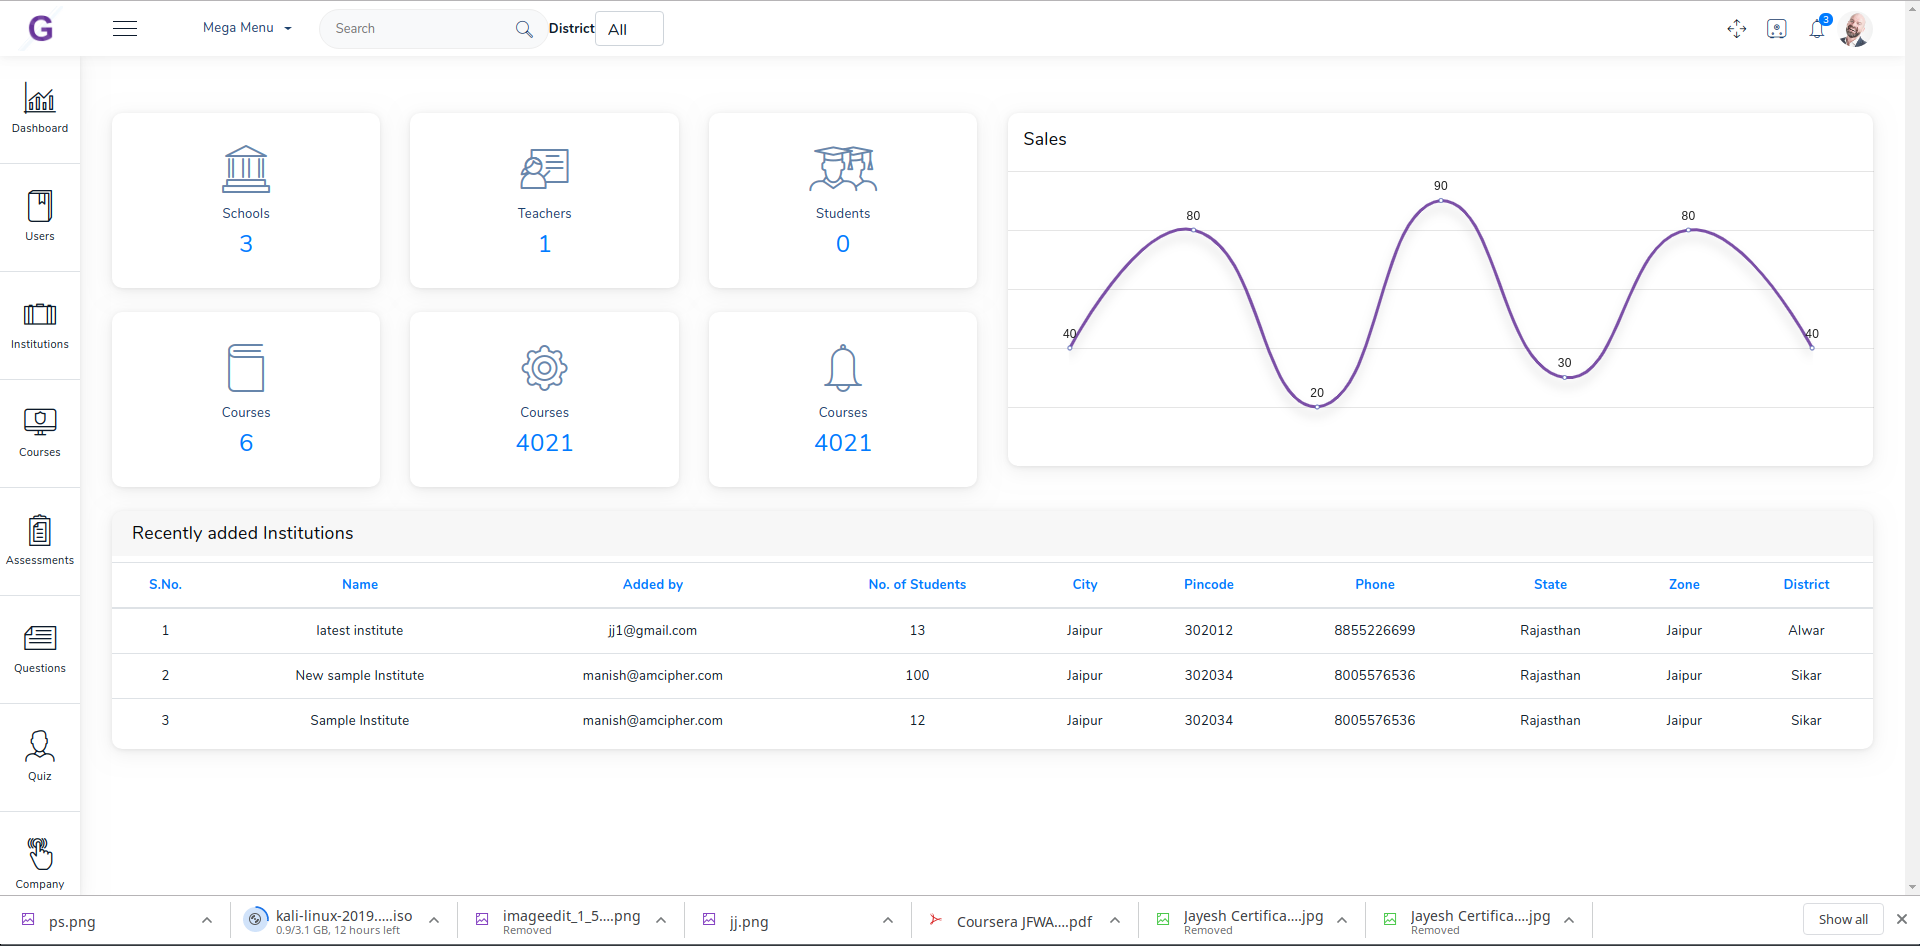 G
Mega Menu
Search
District
All
3
Dashboard
Users
Institutions
Courses
Assessments
Questions
Quiz
Company
Schools
3
Teachers
1
Students
0
Courses
6
Courses
4021
Courses
4021
Sales
40
80
20
90
30
80
40
Recently added Institutions
S.No. Name Added by No. of Students City Pincode Phone State Zone District
1 latest institute jj1@gmail.com 13 Jaipur 302012 8855226699 Rajasthan Jaipur Alwar
2 New sample Institute manish@amcipher.com 100 Jaipur 302034 8005576536 Rajasthan Jaipur Sikar
3 Sample Institute manish@amcipher.com 12 Jaipur 302034 8005576536 Rajasthan Jaipur Sikar
ps.png
kali-linux-2019.....iso
0.9/3.1 GB, 12 hours left
imageedit_1_5....png
Removed
jj.png
Coursera JFWA....pdf
Jayesh Certifica....jpg
Removed
Jayesh Certifica....jpg
Removed
Show all